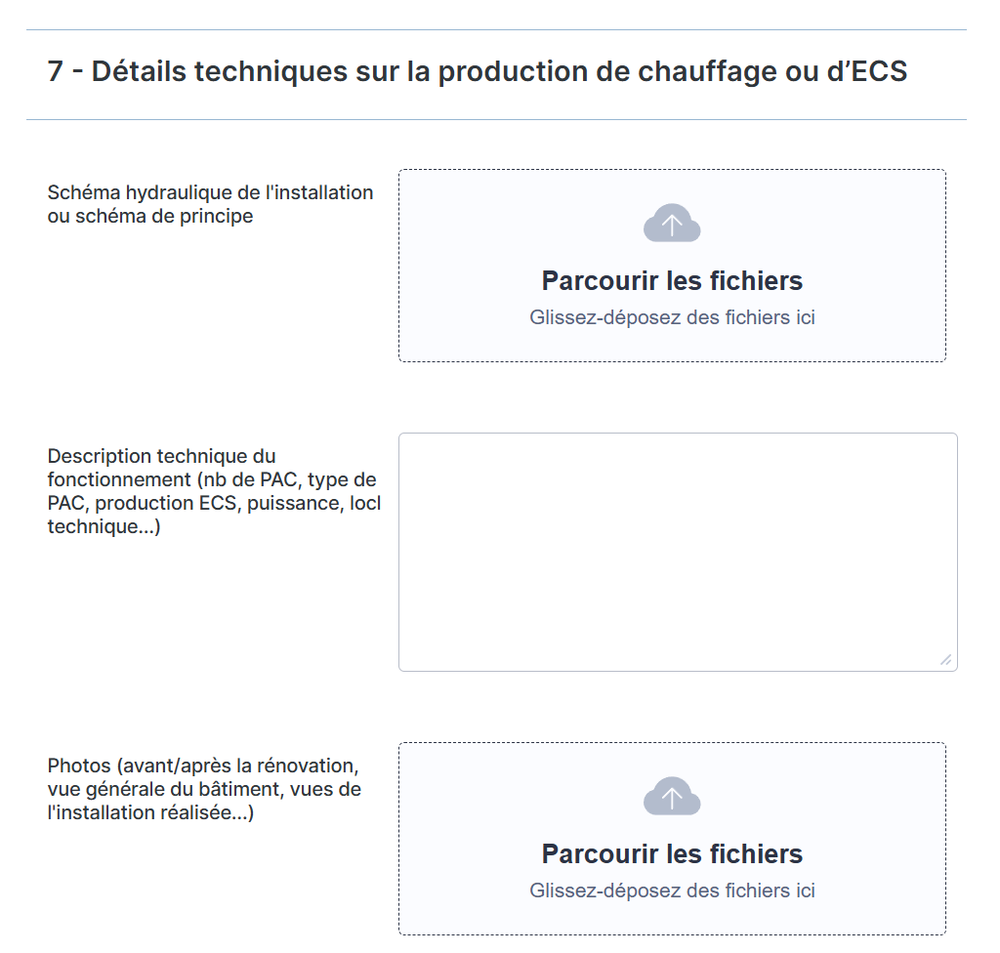 7 - Détails techniques sur la production de chauffage ou d’ECS
Schéma hydraulique de l'installation
ou schéma de principe
Parcourir les fichiers
Glissez-déposez des fichiers ici
Description technique du
fonctionnement (nb de PAC, type de
PAC, production ECS, puissance, locl
technique...)
Photos (avant/après la rénovation,
vue générale du bâtiment, vues de
l'installation réalisée...)
Parcourir les fichiers
Glissez-déposez des fichiers ici